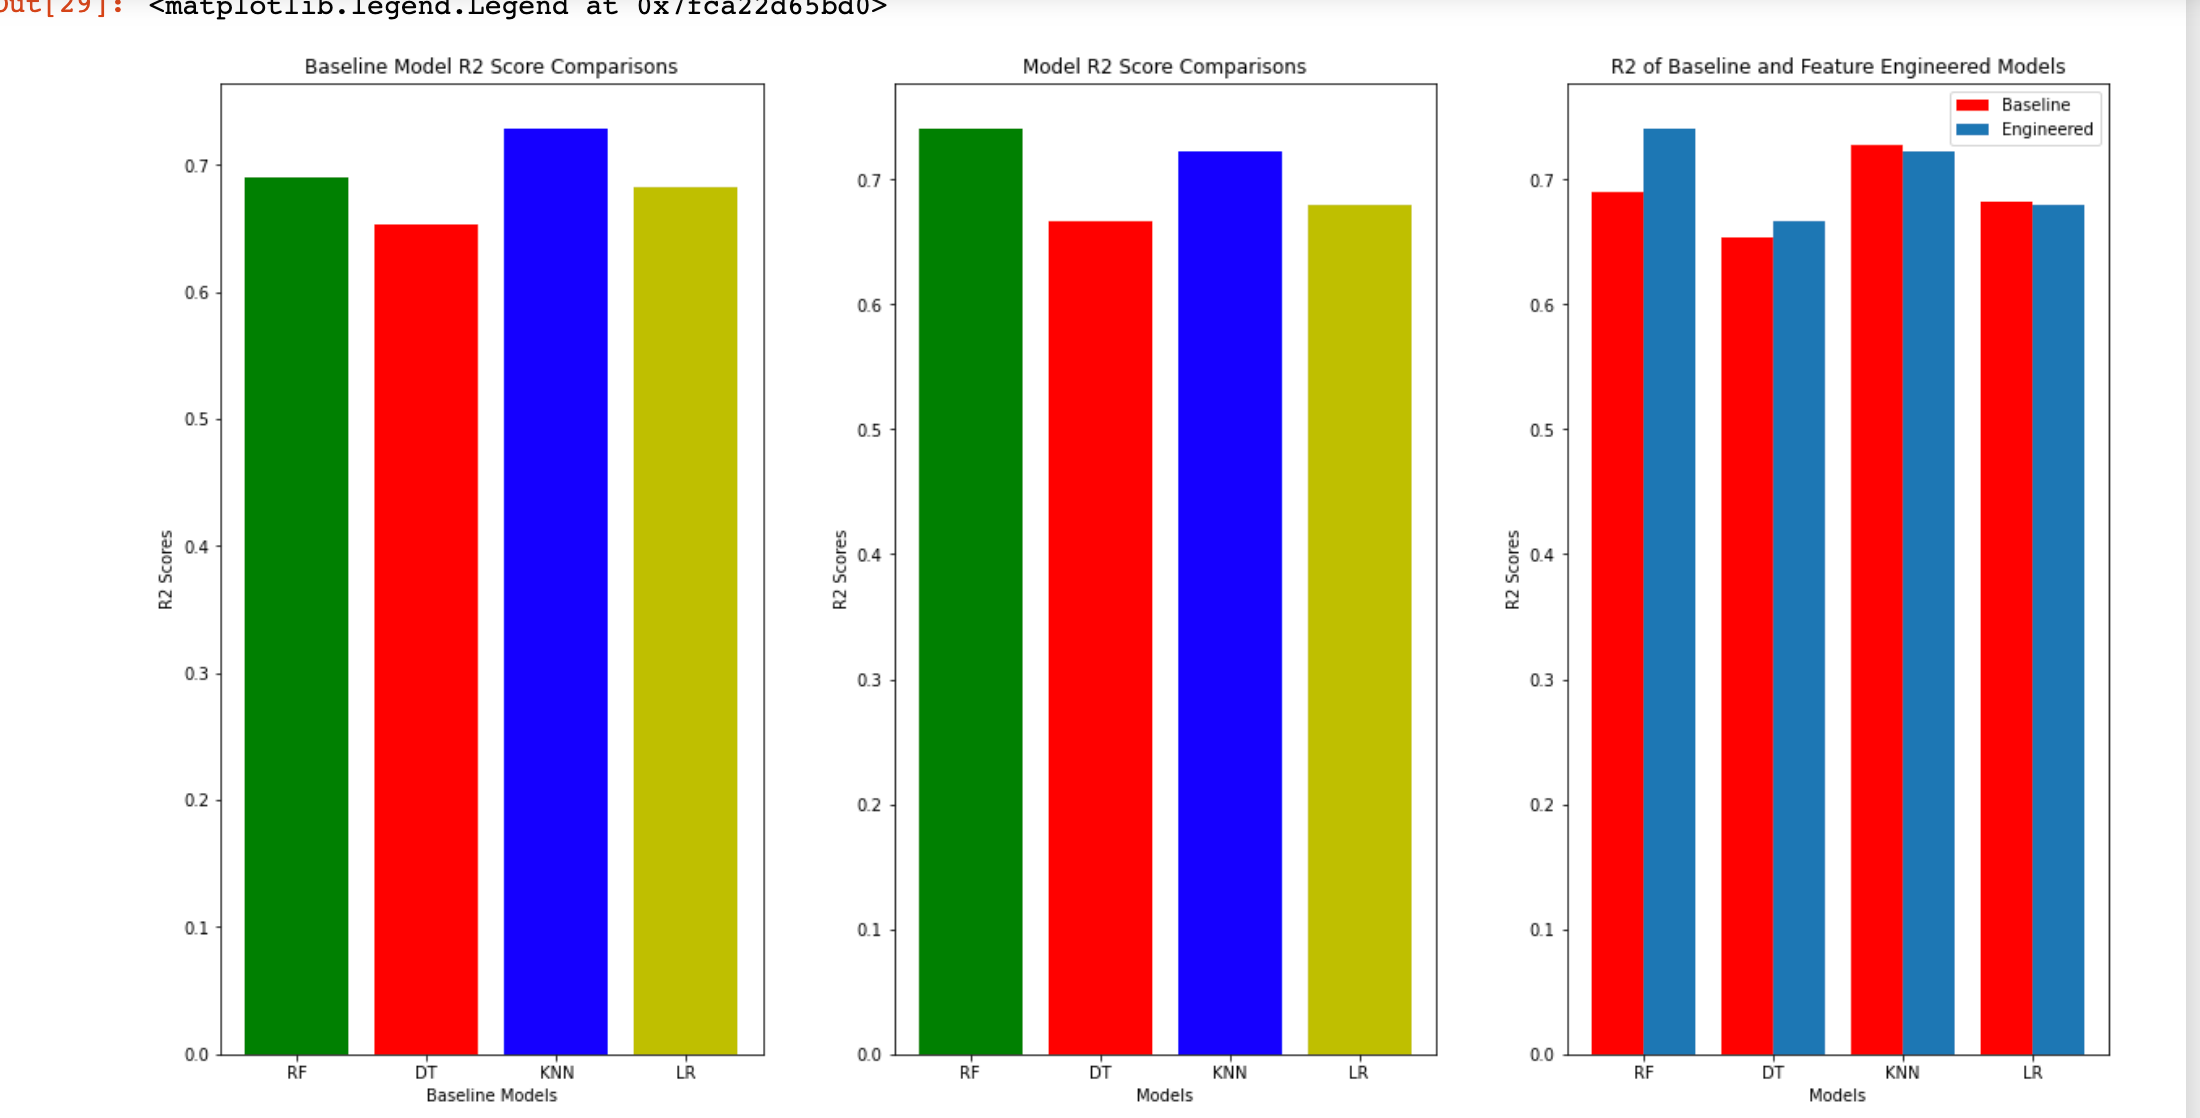 Out[29]: <matplotlib.legend.Legend at 0x7fca22d65bd0>
Baseline Model R2 Score Comparisons
R2 Scores
0.7
0.6
0.5
0.4
0.3
0.2
0.1
0.0
RF DT KNN LR
Baseline Models
Model R2 Score Comparisons
R2 Scores
0.7
0.6
0.5
0.4
0.3
0.2
0.1
0.0
RF DT KNN LR
Models
R2 of Baseline and Feature Engineered Models
Baseline
Engineered
R2 Scores
0.7
0.6
0.5
0.4
0.3
0.2
0.1
0.0
RF DT KNN LR
Models